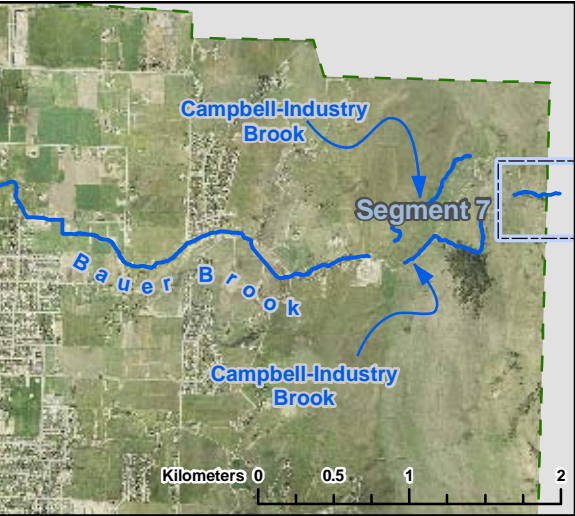 Campbell-Industry
Brook
Segment 7
Bauer Brook
Campbell-Industry
Brook
Kilometers 0 0.5 1 2